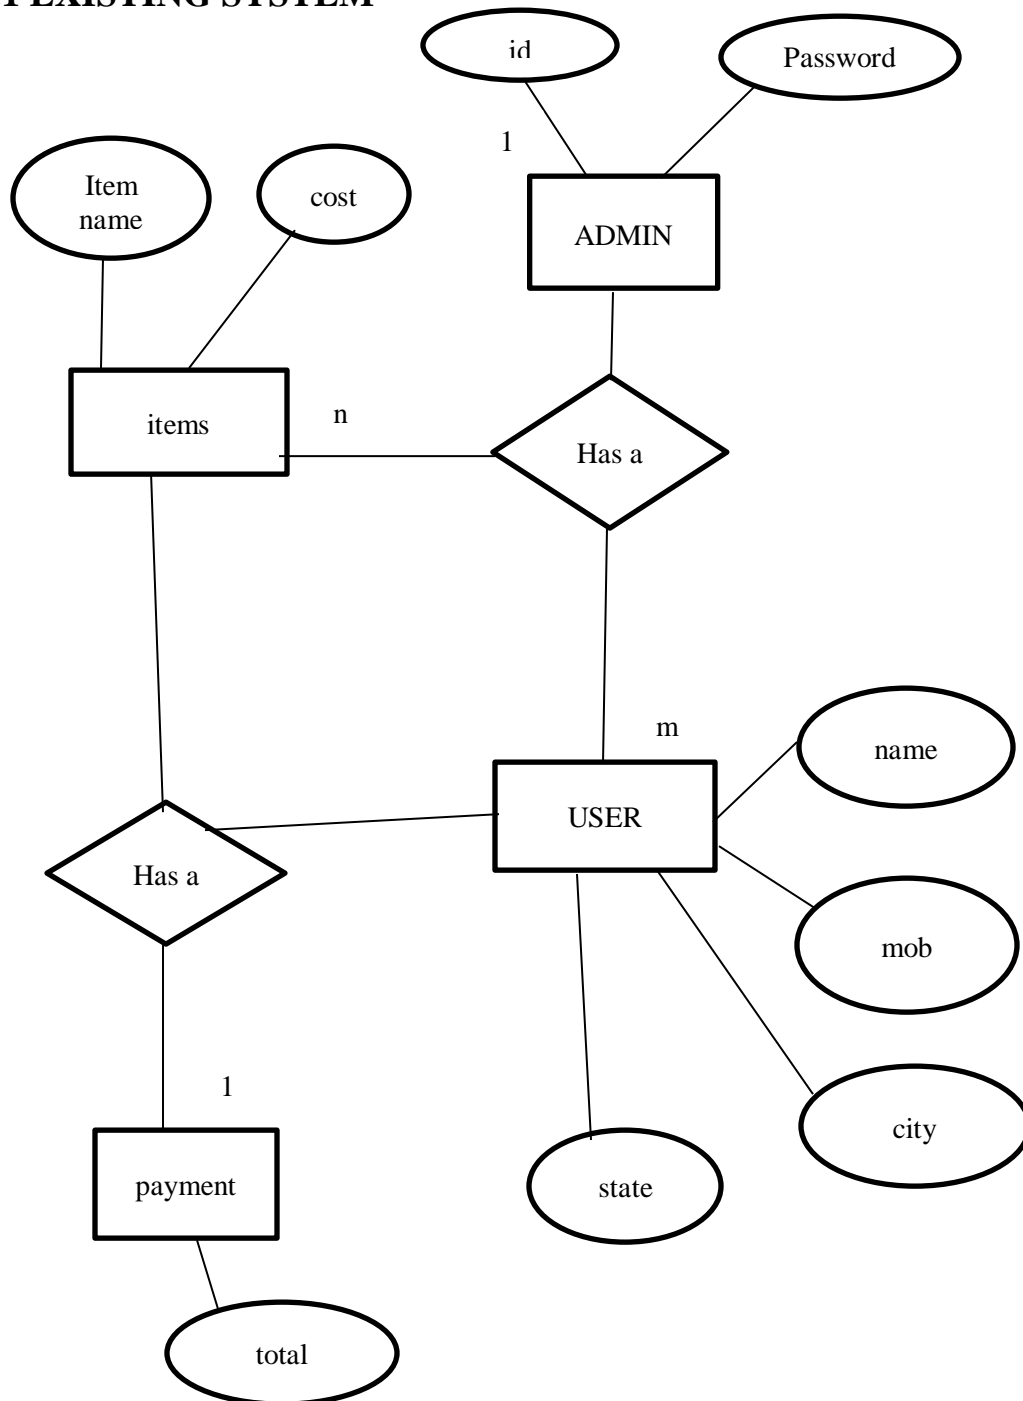 EXISTING SYSTEM
id
Password
1
Item
name
cost
ADMIN
items
n
Has a
m
name
USER
Has a
mob
1
city
payment
state
total